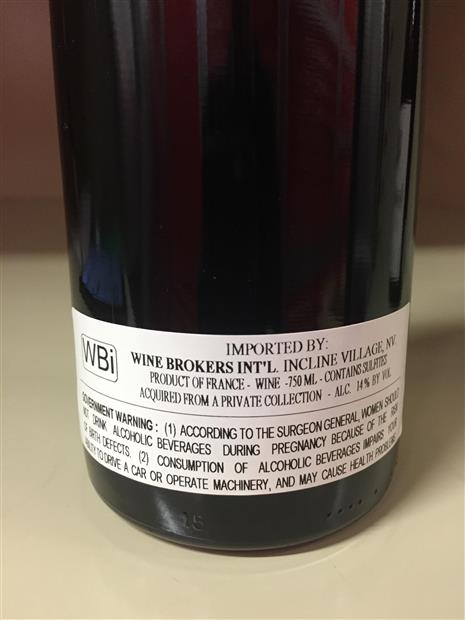 WBi
IMPORTED BY:
WINE BROKERS INT'L. INCLINE VILLAGE, NV
PRODUCT OF FRANCE - WINE -750 ML - CONTAINS SULFITES
ACQUIRED FROM A PRIVATE COLLECTION - ALC. 14% BY VOL
GOVERNMENT WARNING: (1) ACCORDING TO THE SURGEON GENERAL, WOMEN SHOULD
NOT DRINK ALCOHOLIC BEVERAGES DURING PREGNANCY BECAUSE OF THE RISK
OF BIRTH DEFECTS. (2) CONSUMPTION OF ALCOHOLIC BEVERAGES IMPAIRS YOUR
ABILITY TO DRIVE A CAR OR OPERATE MACHINERY, AND MAY CAUSE HEALTH PROBLEMS.
15